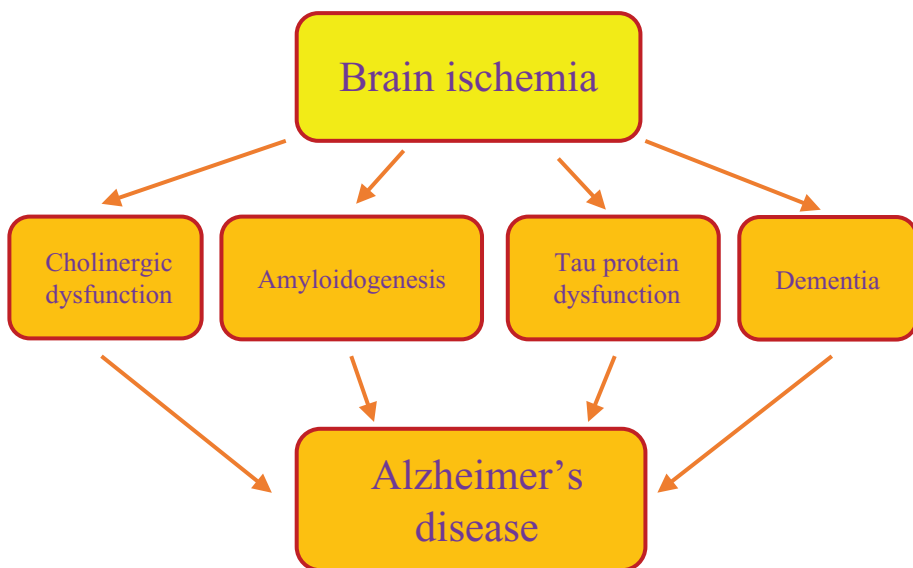 Brain ischemia
Cholinergic
dysfunction
Amyloidogenesis
Tau protein
dysfunction
Dementia
Alzheimer’s
disease